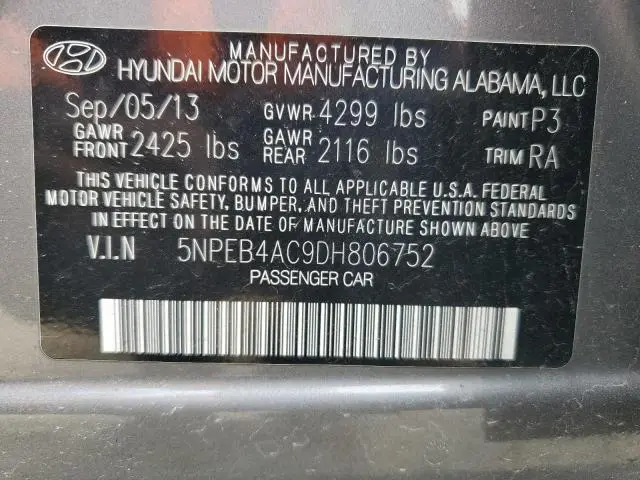 MANUFACTURED BY
HYUNDAI MOTOR MANUFACTURING ALABAMA, LLC
Sep/05/13 GVWR 4299 lbs PAINT P3
GAWR FRONT 2425 lbs GAWR REAR 2116 lbs TRIM RA
THIS VEHICLE CONFORMS TO ALL APPLICABLE U.S.A. FEDERAL
MOTOR VEHICLE SAFETY, BUMPER, AND THEFT PREVENTION STANDARDS
IN EFFECT ON THE DATE OF MANUFACTURE SHOWN ABOVE
V.I.N 5NPEB4AC9DH806752
PASSENGER CAR